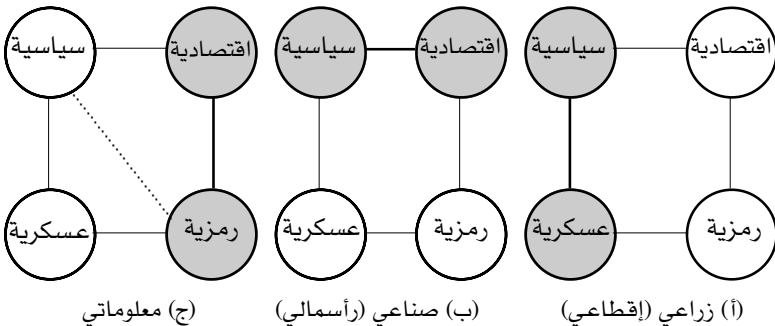 اقتصادية
سياسية
رمزية
عسكرية
(أ) زراعي (إقطاعي)
اقتصادية
سياسية
رمزية
عسكرية
(ب) صناعي (رأسمالي)
اقتصادية
سياسية
رمزية
عسكرية
(ج) معلوماتي